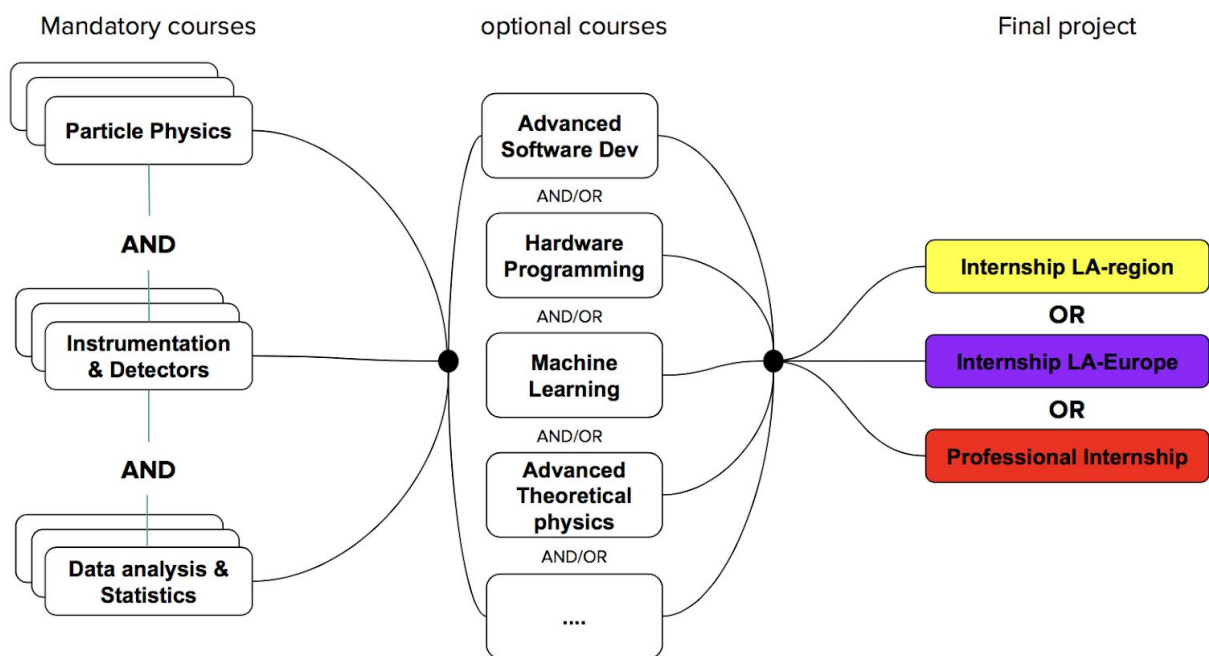 Mandatory courses
optional courses
Final project
Particle Physics
AND
Instrumentation
& Detectors
AND
Data analysis &
Statistics
Advanced
Software Dev
AND/OR
Hardware
Programming
AND/OR
Machine
Learning
AND/OR
Advanced
Theoretical
physics
AND/OR
....
Internship LA-region
OR
Internship LA-Europe
OR
Professional Internship